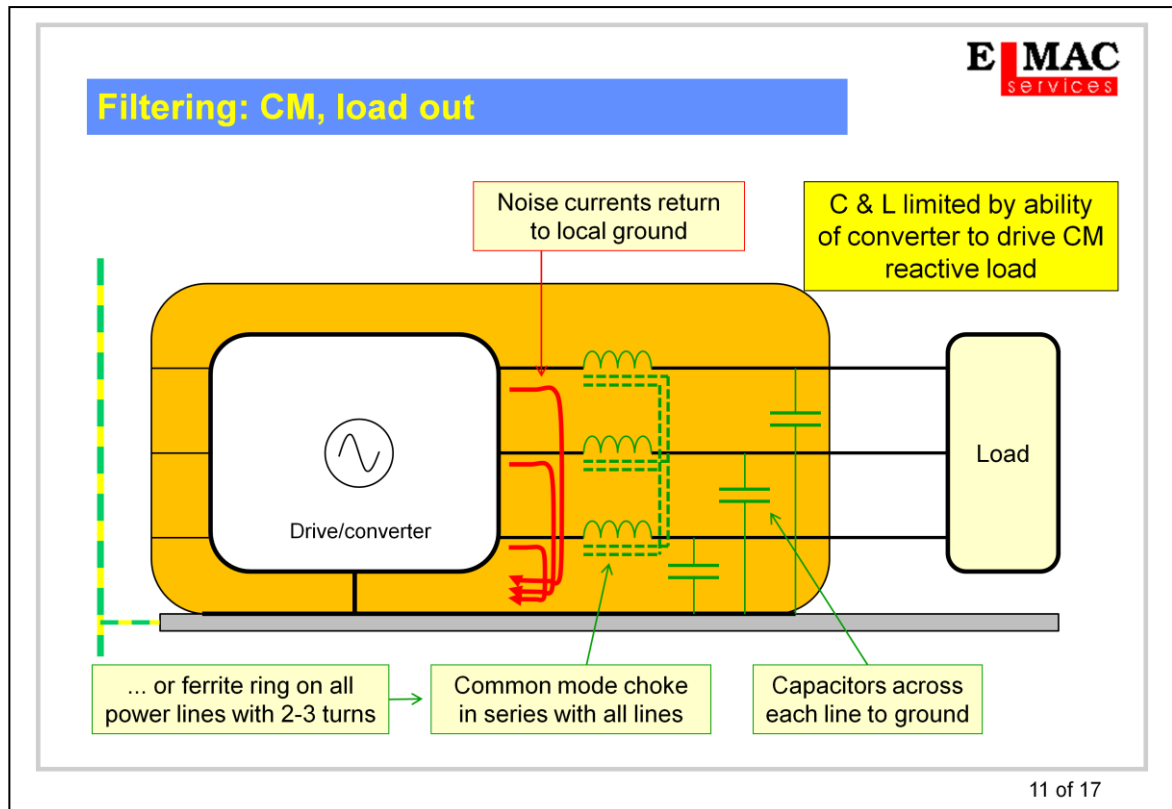 ELMAC
services
Filtering: CM, load out
Noise currents return
to local ground
C & L limited by ability
of converter to drive CM
reactive load
Drive/converter
Load
... or ferrite ring on all
power lines with 2-3 turns
Common mode choke
in series with all lines
Capacitors across
each line to ground
11 of 17